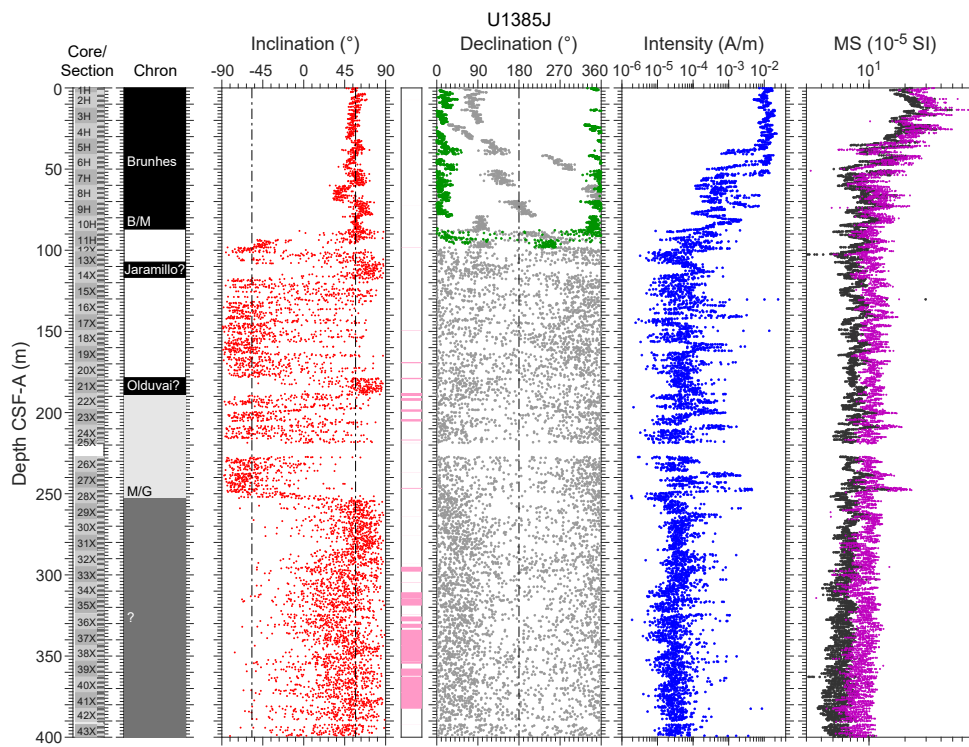 U1385J
Core/
Section
Chron
Inclination (°)
Declination (°)
Intensity (A/m)
MS (10⁻⁵ SI)
-90 -45 0 45 90
0 90 180 270 360
10⁻⁶ 10⁻⁵ 10⁻⁴ 10⁻³ 10⁻²
10¹
Depth CSF-A (m)
0
50
100
150
200
250
300
350
400
1H
2H
3H
4H
5H
6H
7H
8H
9H
10H
11H
12X
13X
14X
15X
16X
17X
18X
19X
20X
21X
22X
23X
24X
25X
26X
27X
28X
29X
30X
31X
32X
33X
34X
35X
36X
37X
38X
39X
40X
41X
42X
43X
Brunhes
B/M
Jaramillo?
Olduvai?
M/G
?